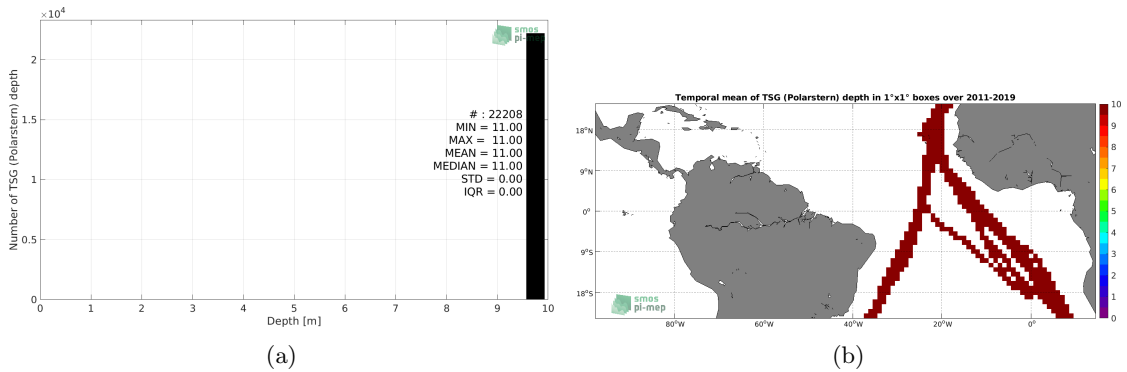 ×10⁴
smos
pi-mep
# : 22208
MIN = 11.00
MAX = 11.00
MEAN = 11.00
MEDIAN = 11.00
STD = 0.00
IQR = 0.00
Number of TSG (Polarstern) depth
2
1.5
1
0.5
0
0 1 2 3 4 5 6 7 8 9 10
Depth [m]
(a)
Temporal mean of TSG (Polarstern) depth in 1°x1° boxes over 2011-2019
18°N
9°N
0°
9°S
18°S
80°W 60°W 40°W 20°W 0°
smos
pi-mep
10
9
8
7
6
5
4
3
2
1
0
(b)